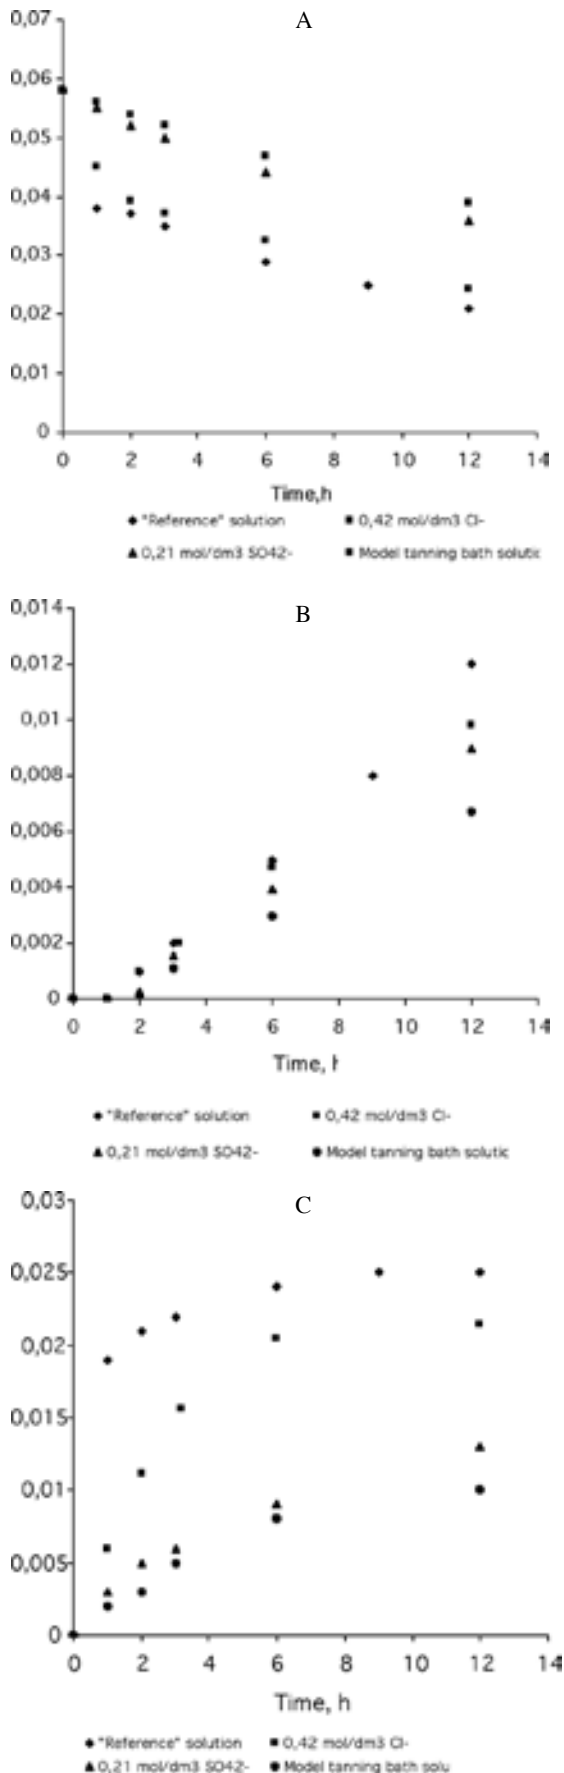 A
0,07
0,06
0,05
0,04
0,03
0,02
0,01
0
0 2 4 6 8 10 12 14
Time,h
"Reference" solution 0,42 mol/dm3 Cl-
0,21 mol/dm3 SO42- Model tanning bath solutic
B
0,014
0,012
0,01
0,008
0,006
0,004
0,002
0
0 2 4 6 8 10 12 14
Time, h
"Reference" solution 0,42 mol/dm3 Cl-
0,21 mol/dm3 SO42- Model tanning bath solutic
C
0,03
0,025
0,02
0,015
0,01
0,005
0
0 2 4 6 8 10 12 14
Time, h
"Reference" solution 0,42 mol/dm3 Cl-
0,21 mol/dm3 SO42- Model tanning bath solu